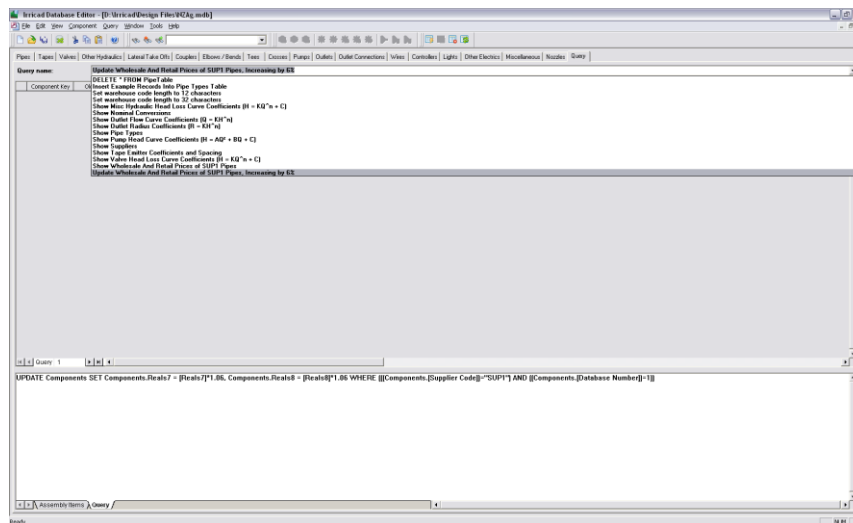 Irricad Database Editor - [D:\Irricad\Design Files\NZAg.mdb]
File Edit View Component Query Window Tools Help
Pipes Tapes Valves Other Hydraulics Lateral Take Offs Couplers Elbows / Bends Tees Crosses Pumps Outlets Outlet Connections Wires Controllers Lights Other Electrics Miscellaneous Nozzles Query
Query name: Update Wholesale And Retail Prices of SUP1 Pipes, Increasing by 6%
DELETE * FROM PipeTable
Component Key Insert Example Records Into Pipe Types Table
Set warehouse code length to 12 characters
Set warehouse code length to 32 characters
Show Misc Hydraulic Head Loss Curve Coefficients (H = KQ^n + C)
Show Nominal Conversions
Show Outlet Flow Curve Coefficients (Q = KH^n)
Show Outlet Radius Coefficients (R = KH^n)
Show Pipe Types
Show Pump Head Curve Coefficients (H = AQ² + BQ + C)
Show Suppliers
Show Tape Emitter Coefficients and Spacing
Show Valve Head Loss Curve Coefficients (H = KQ^n + C)
Show Wholesale And Retail Prices of SUP1 Pipes
Update Wholesale And Retail Prices of SUP1 Pipes, Increasing by 6%
Query 1
UPDATE Components SET Components.Reals7 = [Reals7]*1.06, Components.Reals8 = [Reals8]*1.06 WHERE (((Components.[Supplier Code])="SUP1") AND ((Components.[Database Number])=1))
Assembly Items Query
Ready